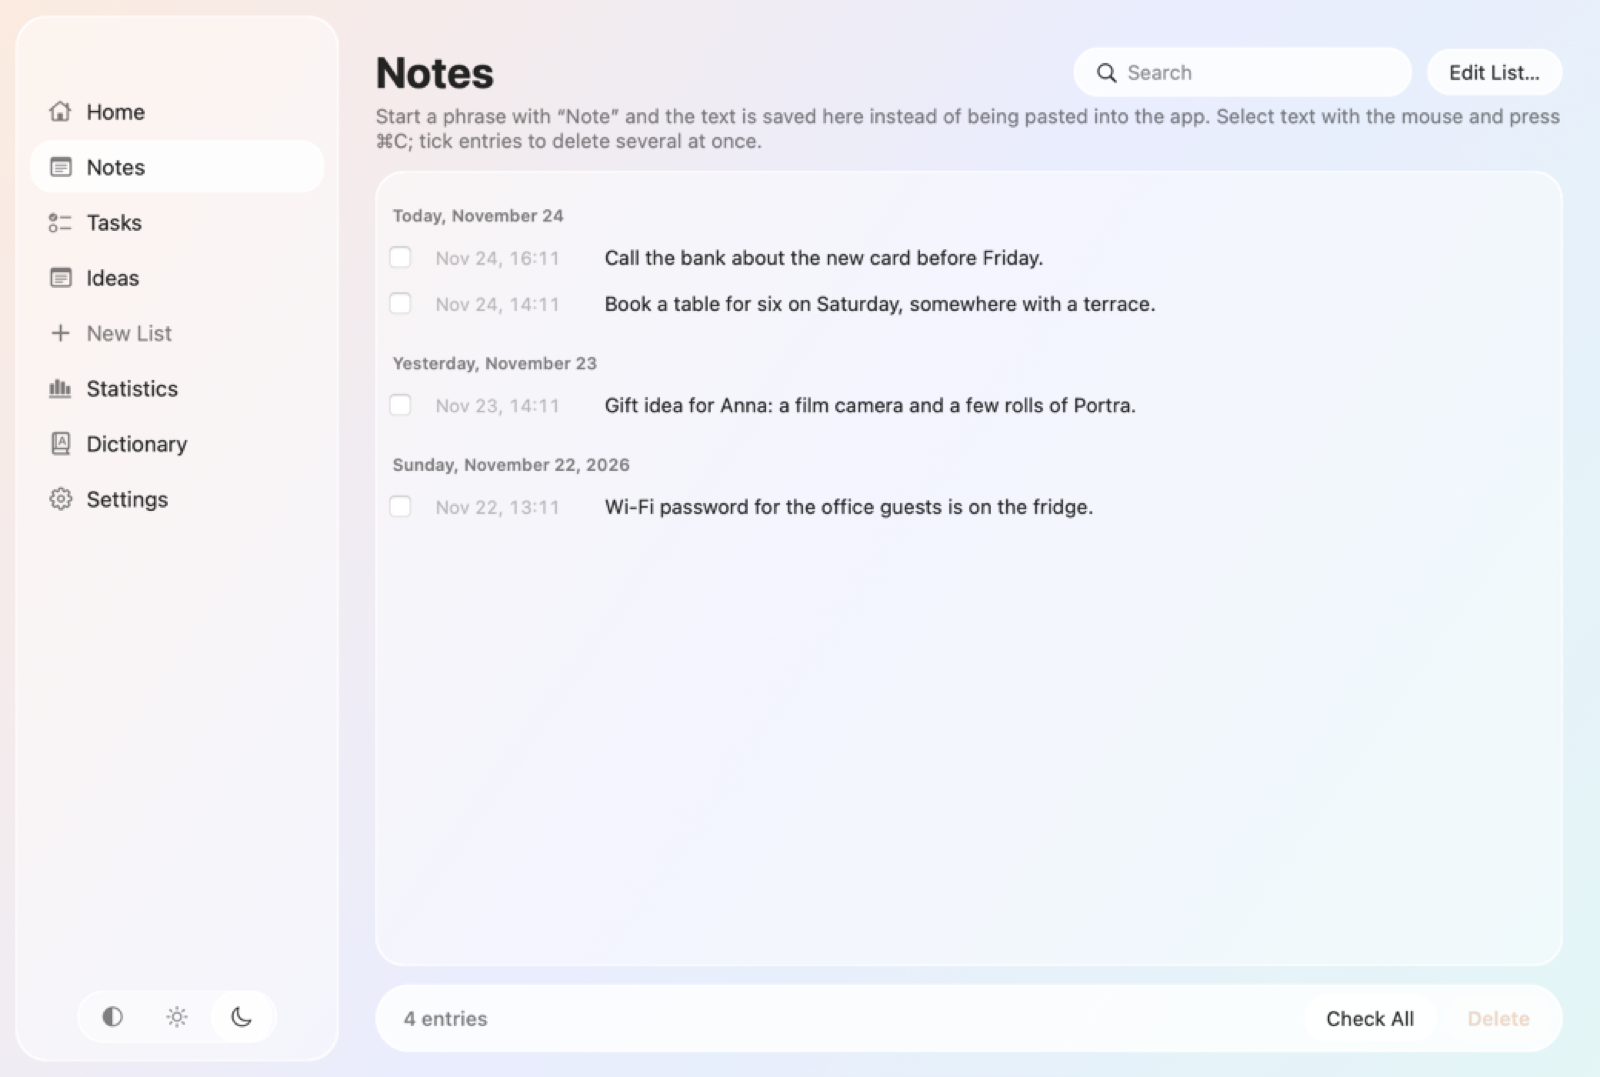 Home
Notes
Tasks
Ideas
New List
Statistics
Dictionary
Settings
Notes
Search
Edit List...
Start a phrase with “Note” and the text is saved here instead of being pasted into the app. Select text with the mouse and press
⌘C; tick entries to delete several at once.
Today, November 24
Nov 24, 16:11 Call the bank about the new card before Friday.
Nov 24, 14:11 Book a table for six on Saturday, somewhere with a terrace.
Yesterday, November 23
Nov 23, 14:11 Gift idea for Anna: a film camera and a few rolls of Portra.
Sunday, November 22, 2026
Nov 22, 13:11 Wi-Fi password for the office guests is on the fridge.
4 entries
Check All
Delete